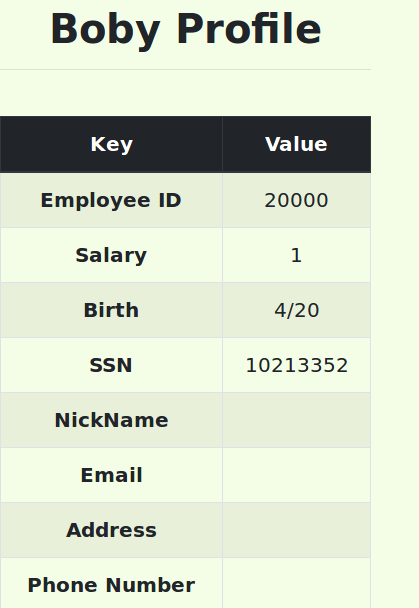 Boby Profile
Key Value
Employee ID 20000
Salary 1
Birth 4/20
SSN 10213352
NickName
Email
Address
Phone Number